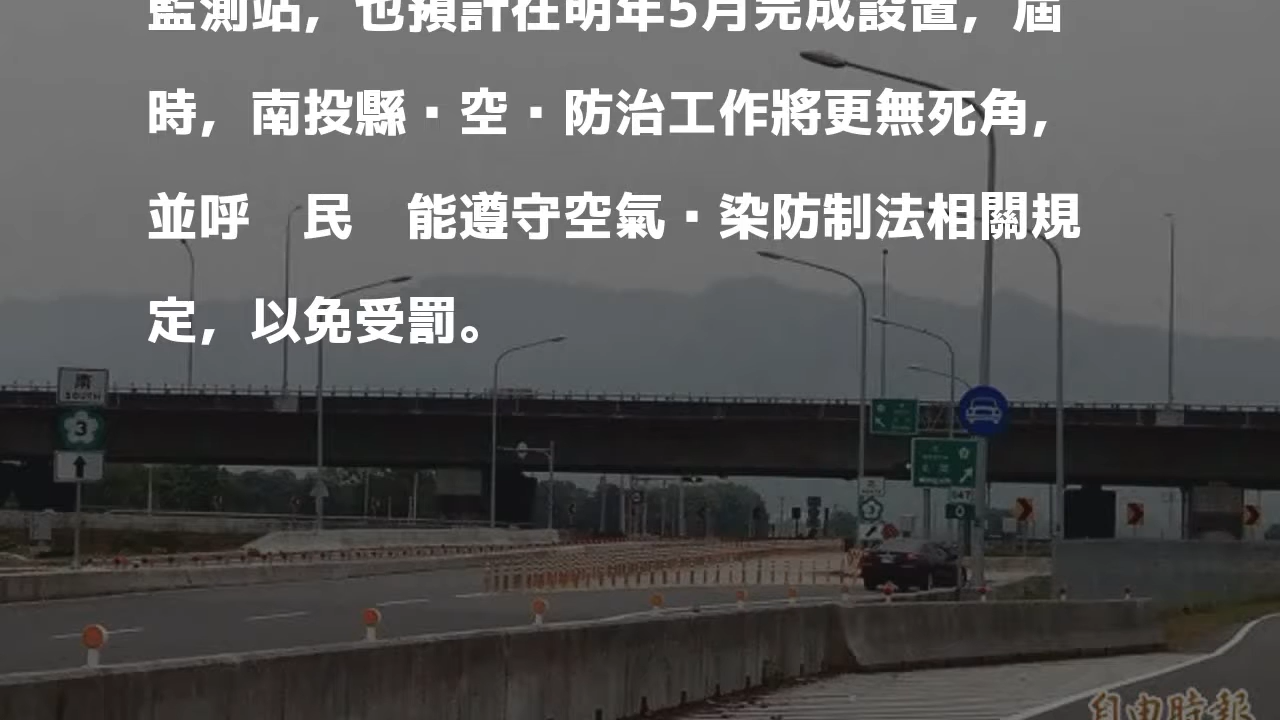 監測站，也預計在明年5月完成設置，屆
時，南投縣·空·防治工作將更無死角，
並呼　民　能遵守空氣·染防制法相關規
定，以免受罰。
南
SOUTH
3
3
047
0
自由時報